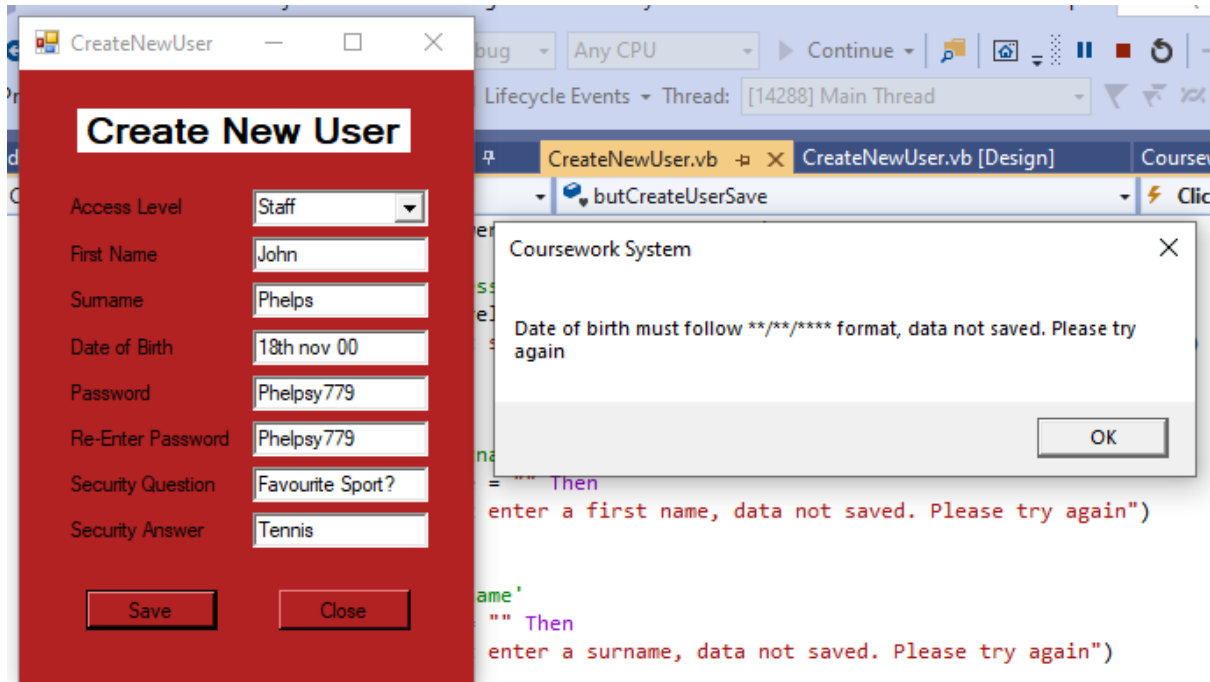 CreateNewUser
bug Any CPU Continue
Lifecycle Events Thread: [14288] Main Thread
CreateNewUser.vb CreateNewUser.vb [Design]
butCreateUserSave
Create New User
Access Level Staff
First Name John
Surname Phelps
Date of Birth 18th nov 00
Password Phelpsy779
Re-Enter Password Phelpsy779
Security Question Favourite Sport?
Security Answer Tennis
Save Close
Coursework System
Date of birth must follow **/**/**** format, data not saved. Please try
again
OK
= "" Then
enter a first name, data not saved. Please try again")
ame'
= "" Then
enter a surname, data not saved. Please try again")